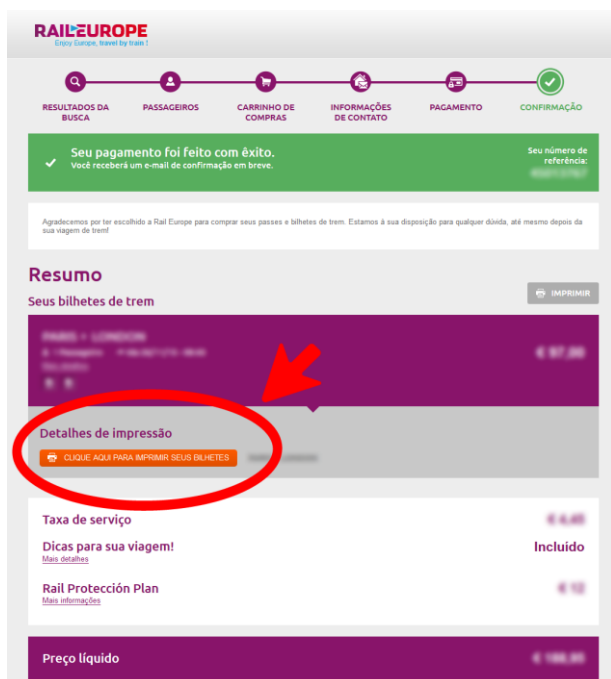 RAILEUROPE
Enjoy Europe, travel by train !
RESULTADOS DA BUSCA
PASSAGEIROS
CARRINHO DE COMPRAS
INFORMAÇÕES DE CONTATO
PAGAMENTO
CONFIRMAÇÃO
Seu pagamento foi feito com êxito.
Você receberá um e-mail de confirmação em breve.
Seu número de
referência:
Agradecemos por ter escolhido a Rail Europe para comprar seus passes e bilhetes de trem. Estamos à sua disposição para qualquer dúvida, até mesmo depois da
sua viagem de trem!
Resumo
Seus bilhetes de trem
IMPRIMIR
Detalhes de impressão
CLIQUE AQUI PARA IMPRIMIR SEUS BILHETES
Taxa de serviço
Dicas para sua viagem!
Incluido
Mais detalhes
Rail Protección Plan
Mais informações
Preço líquido